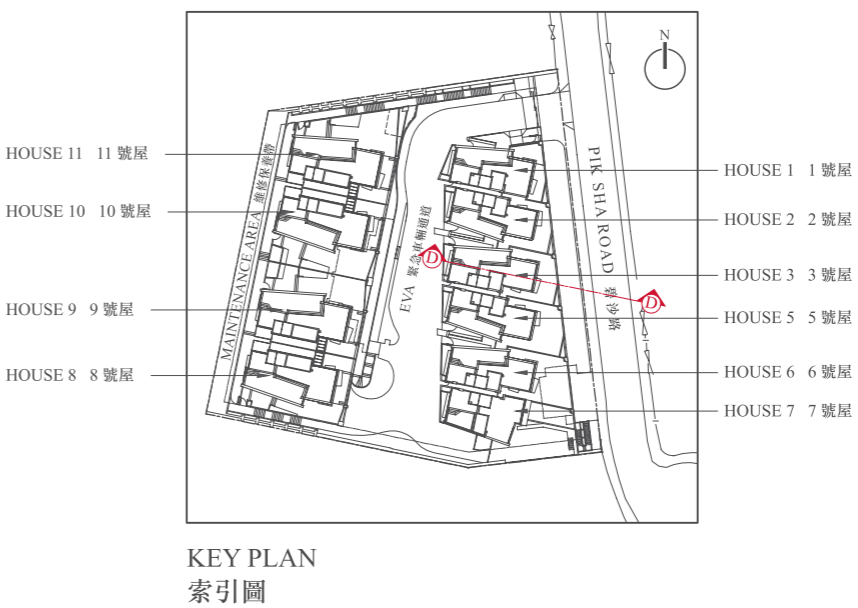 N
HOUSE 11 11 號屋
HOUSE 10 10 號屋
HOUSE 9 9 號屋
HOUSE 8 8 號屋
MAINTENANCE AREA 維修保養帶
EVA 緊急車輛通道
D
D
PIK SHA ROAD 碧沙路
HOUSE 1 1 號屋
HOUSE 2 2 號屋
HOUSE 3 3 號屋
HOUSE 5 5 號屋
HOUSE 6 6 號屋
HOUSE 7 7 號屋
KEY PLAN
索引圖